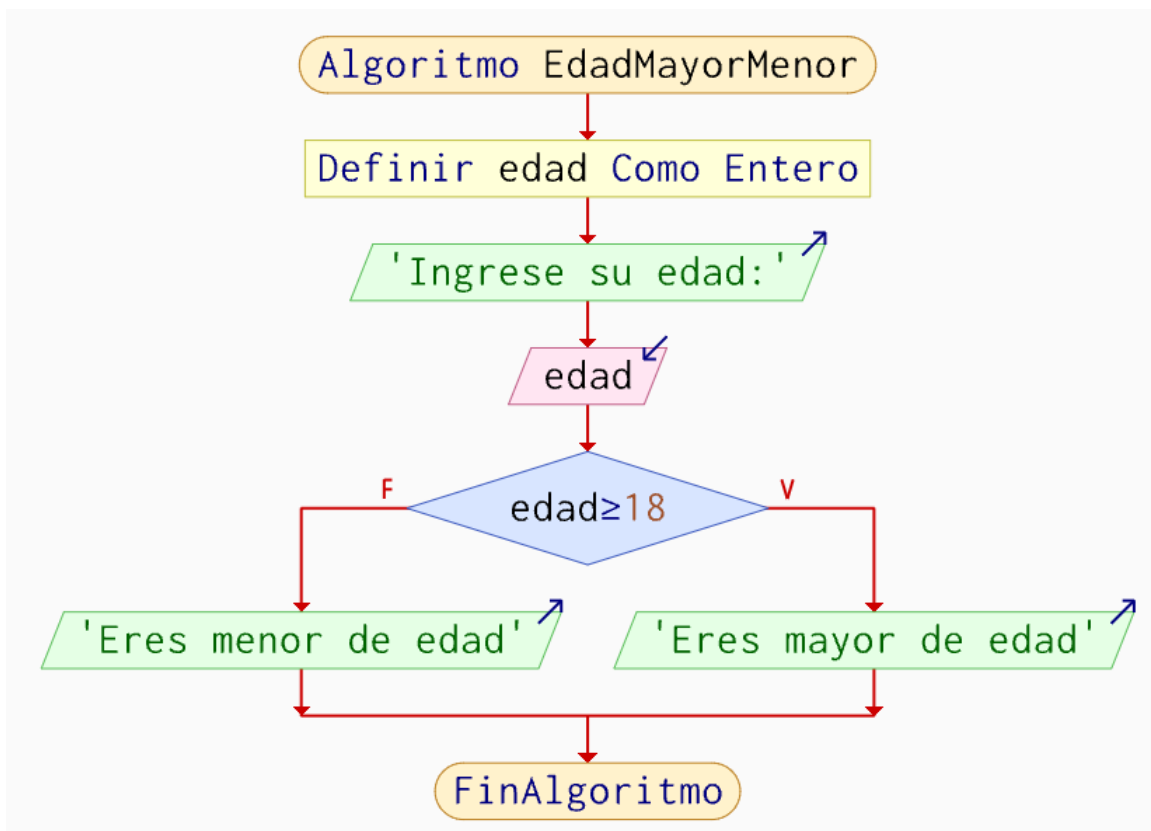 Algoritmo EdadMayorMenor
Definir edad Como Entero
'Ingrese su edad:'
edad
F
edad≥18
V
'Eres menor de edad'
'Eres mayor de edad'
FinAlgoritmo